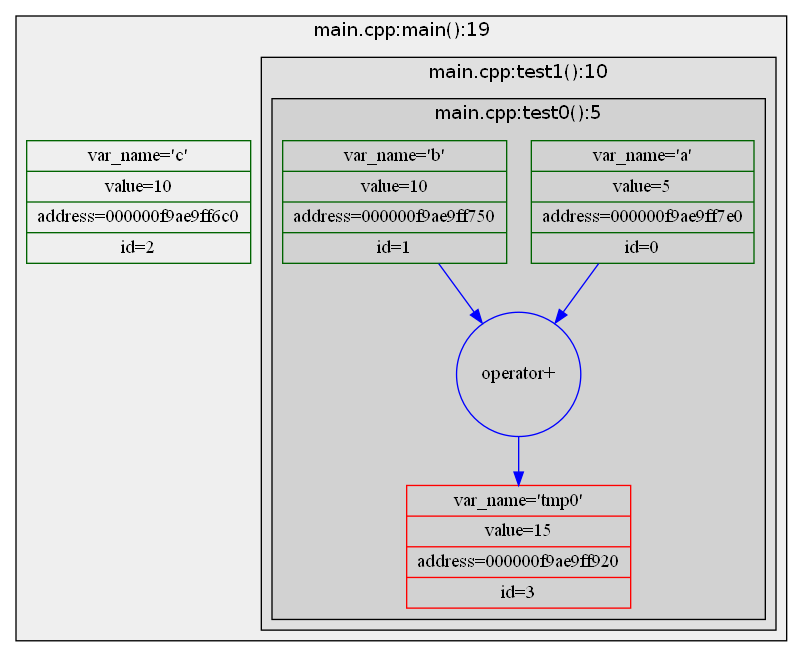 main.cpp:main():19
main.cpp:test1():10
main.cpp:test0():5
var_name='c'
value=10
address=000000f9ae9ff6c0
id=2
var_name='b'
value=10
address=000000f9ae9ff750
id=1
var_name='a'
value=5
address=000000f9ae9ff7e0
id=0
operator+
var_name='tmp0'
value=15
address=000000f9ae9ff920
id=3